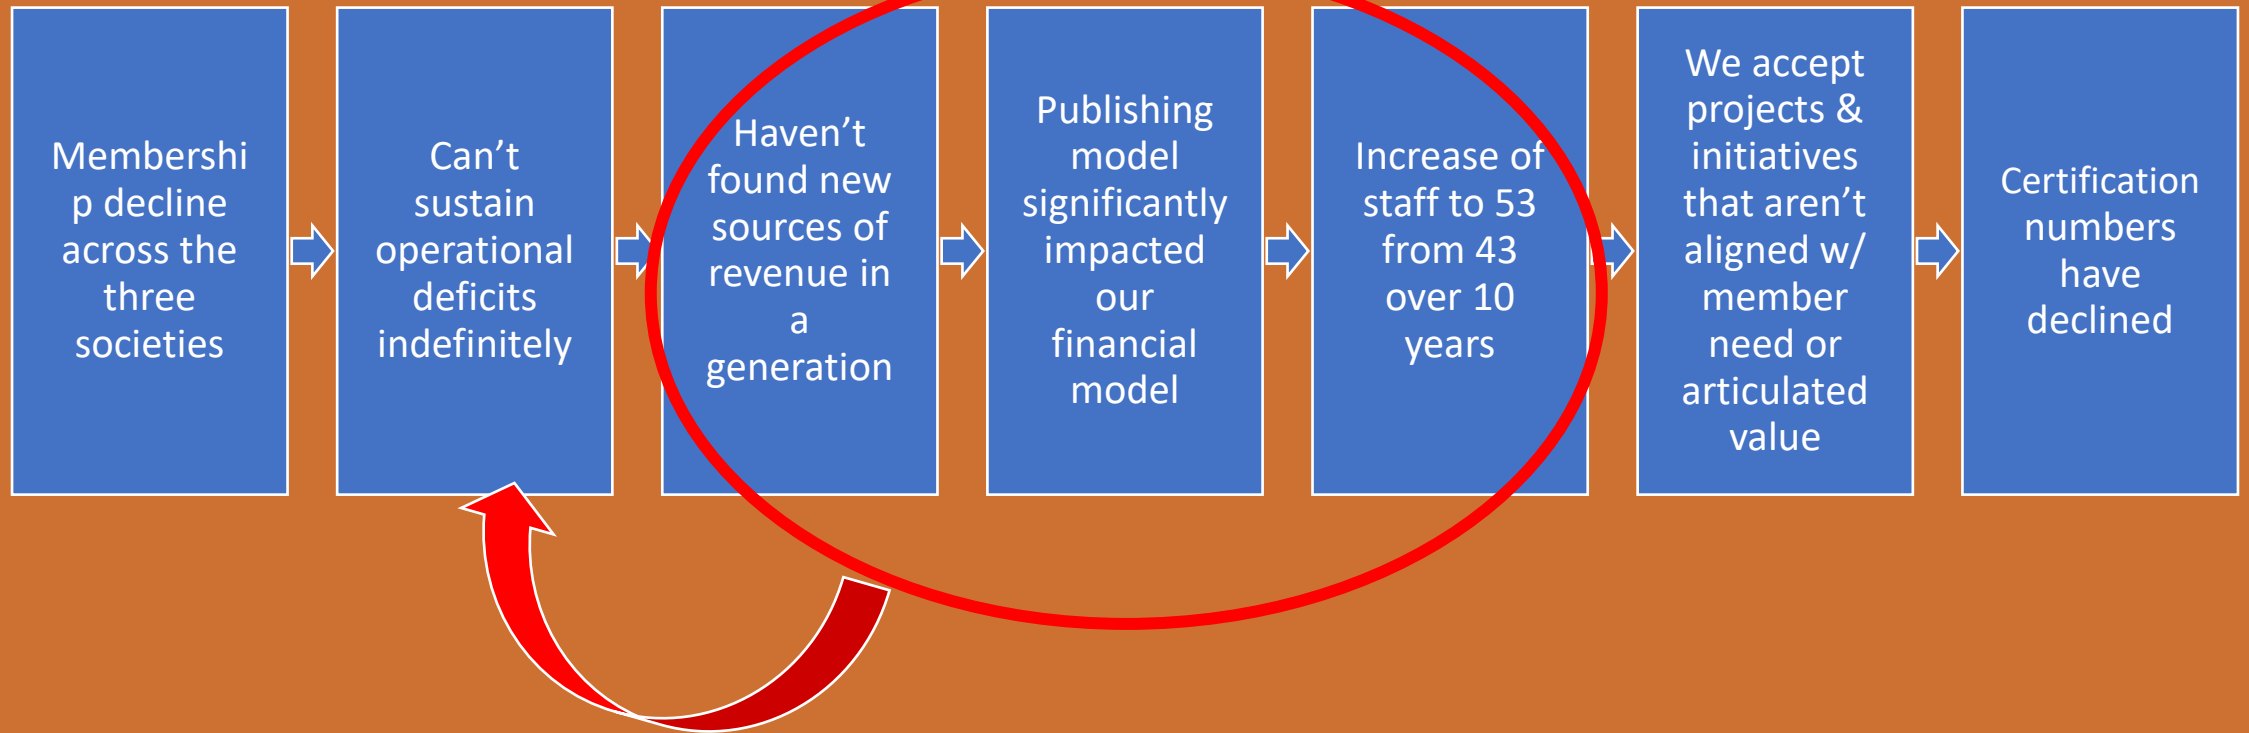 Membershi
p decline
across the
three
societies
Can’t
sustain
operational
deficits
indefinitely
Haven’t
found new
sources of
revenue in
a
generation
Publishing
model
significantly
impacted
our
financial
model
Increase of
staff to 53
from 43
over 10
years
We accept
projects &
initiatives
that aren’t
aligned w/
member
need or
articulated
value
Certification
numbers
have
declined